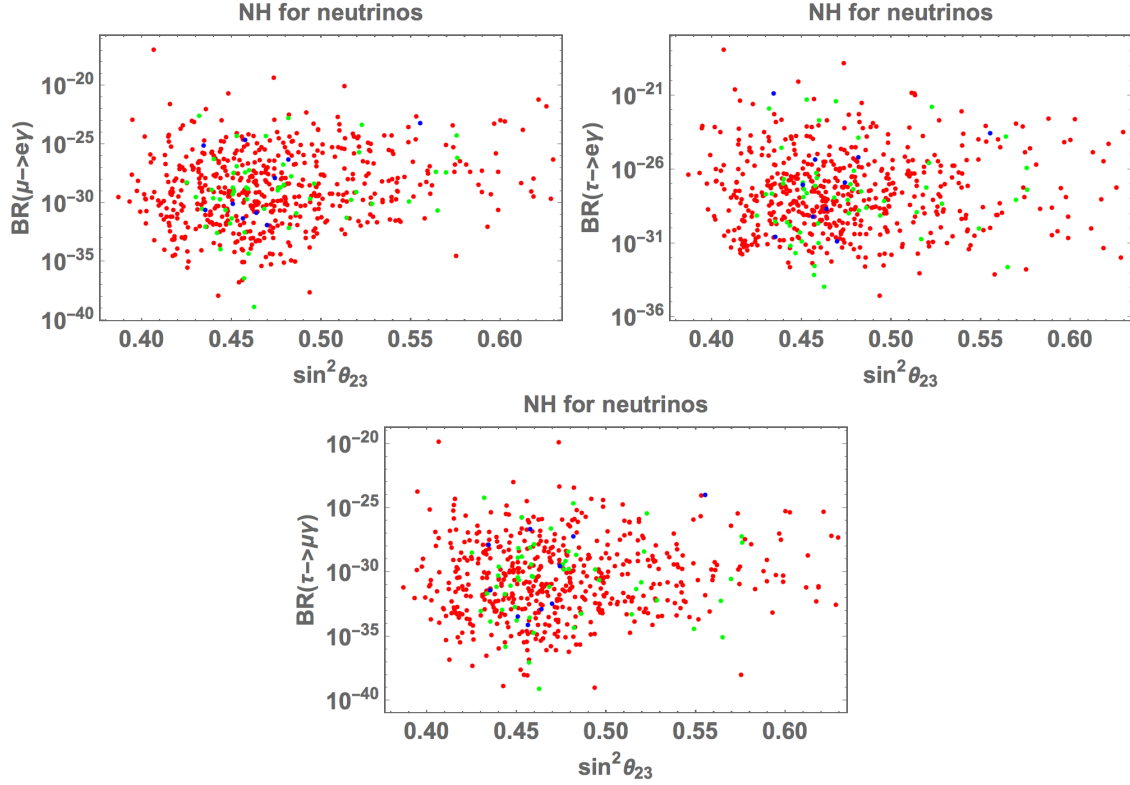 NH for neutrinos
BR(μ->eγ)
10⁻²⁰
10⁻²⁵
10⁻³⁰
10⁻³⁵
10⁻⁴⁰
0.40 0.45 0.50 0.55 0.60
sin²θ₂₃
NH for neutrinos
BR(τ->eγ)
10⁻²¹
10⁻²⁶
10⁻³¹
10⁻³⁶
0.40 0.45 0.50 0.55 0.60
sin²θ₂₃
NH for neutrinos
BR(τ->μγ)
10⁻²⁰
10⁻²⁵
10⁻³⁰
10⁻³⁵
10⁻⁴⁰
0.40 0.45 0.50 0.55 0.60
sin²θ₂₃